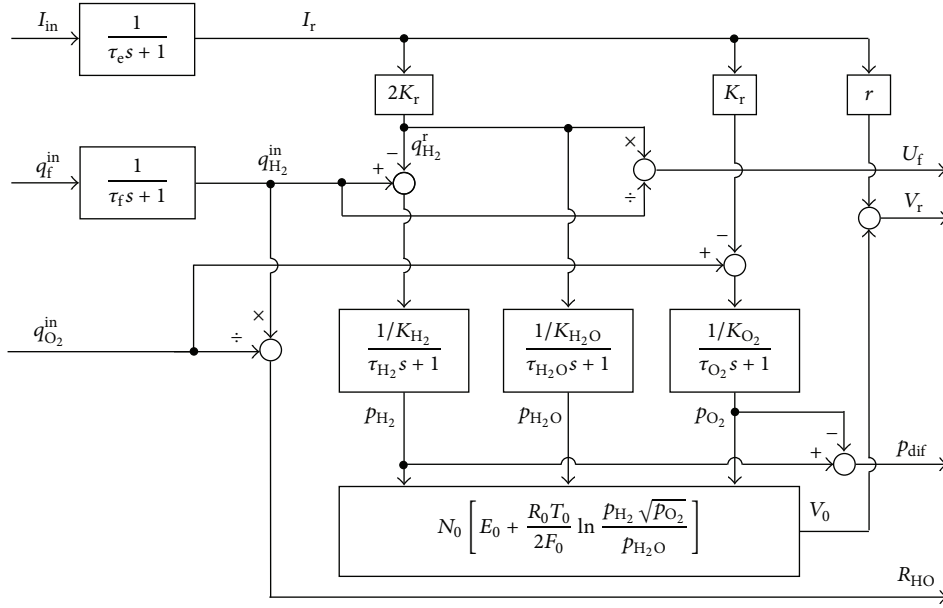 I_in
1/(τ_e s + 1)
I_r
2K_r
K_r
r
q_f^in
1/(τ_f s + 1)
q_H₂^in
−
q_H₂^r
+
×
÷
U_f
V_r
−
+
q_O₂^in
÷
×
(1/K_H₂)/(τ_H₂ s + 1)
(1/K_H₂O)/(τ_H₂O s + 1)
(1/K_O₂)/(τ_O₂ s + 1)
p_H₂
p_H₂O
p_O₂
−
+
p_dif
N_0 [E_0 + (R_0 T_0)/(2F_0) ln (p_H₂ √p_O₂)/(p_H₂O)]
V_0
R_HO